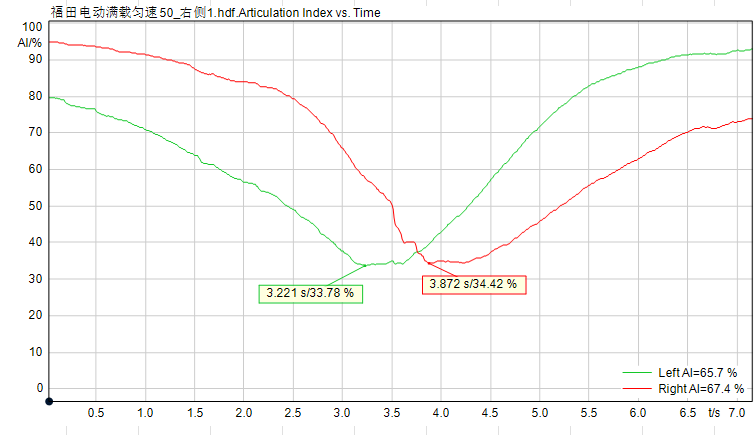 福田电动满载匀速50_右侧1.hdf.Articulation Index vs. Time
100
AI/%
90
80
70
60
50
40
30
20
10
0
3.221 s/33.78 %
3.872 s/34.42 %
Left AI=65.7 %
Right AI=67.4 %
0.5 1.0 1.5 2.0 2.5 3.0 3.5 4.0 4.5 5.0 5.5 6.0 6.5 t/s 7.0